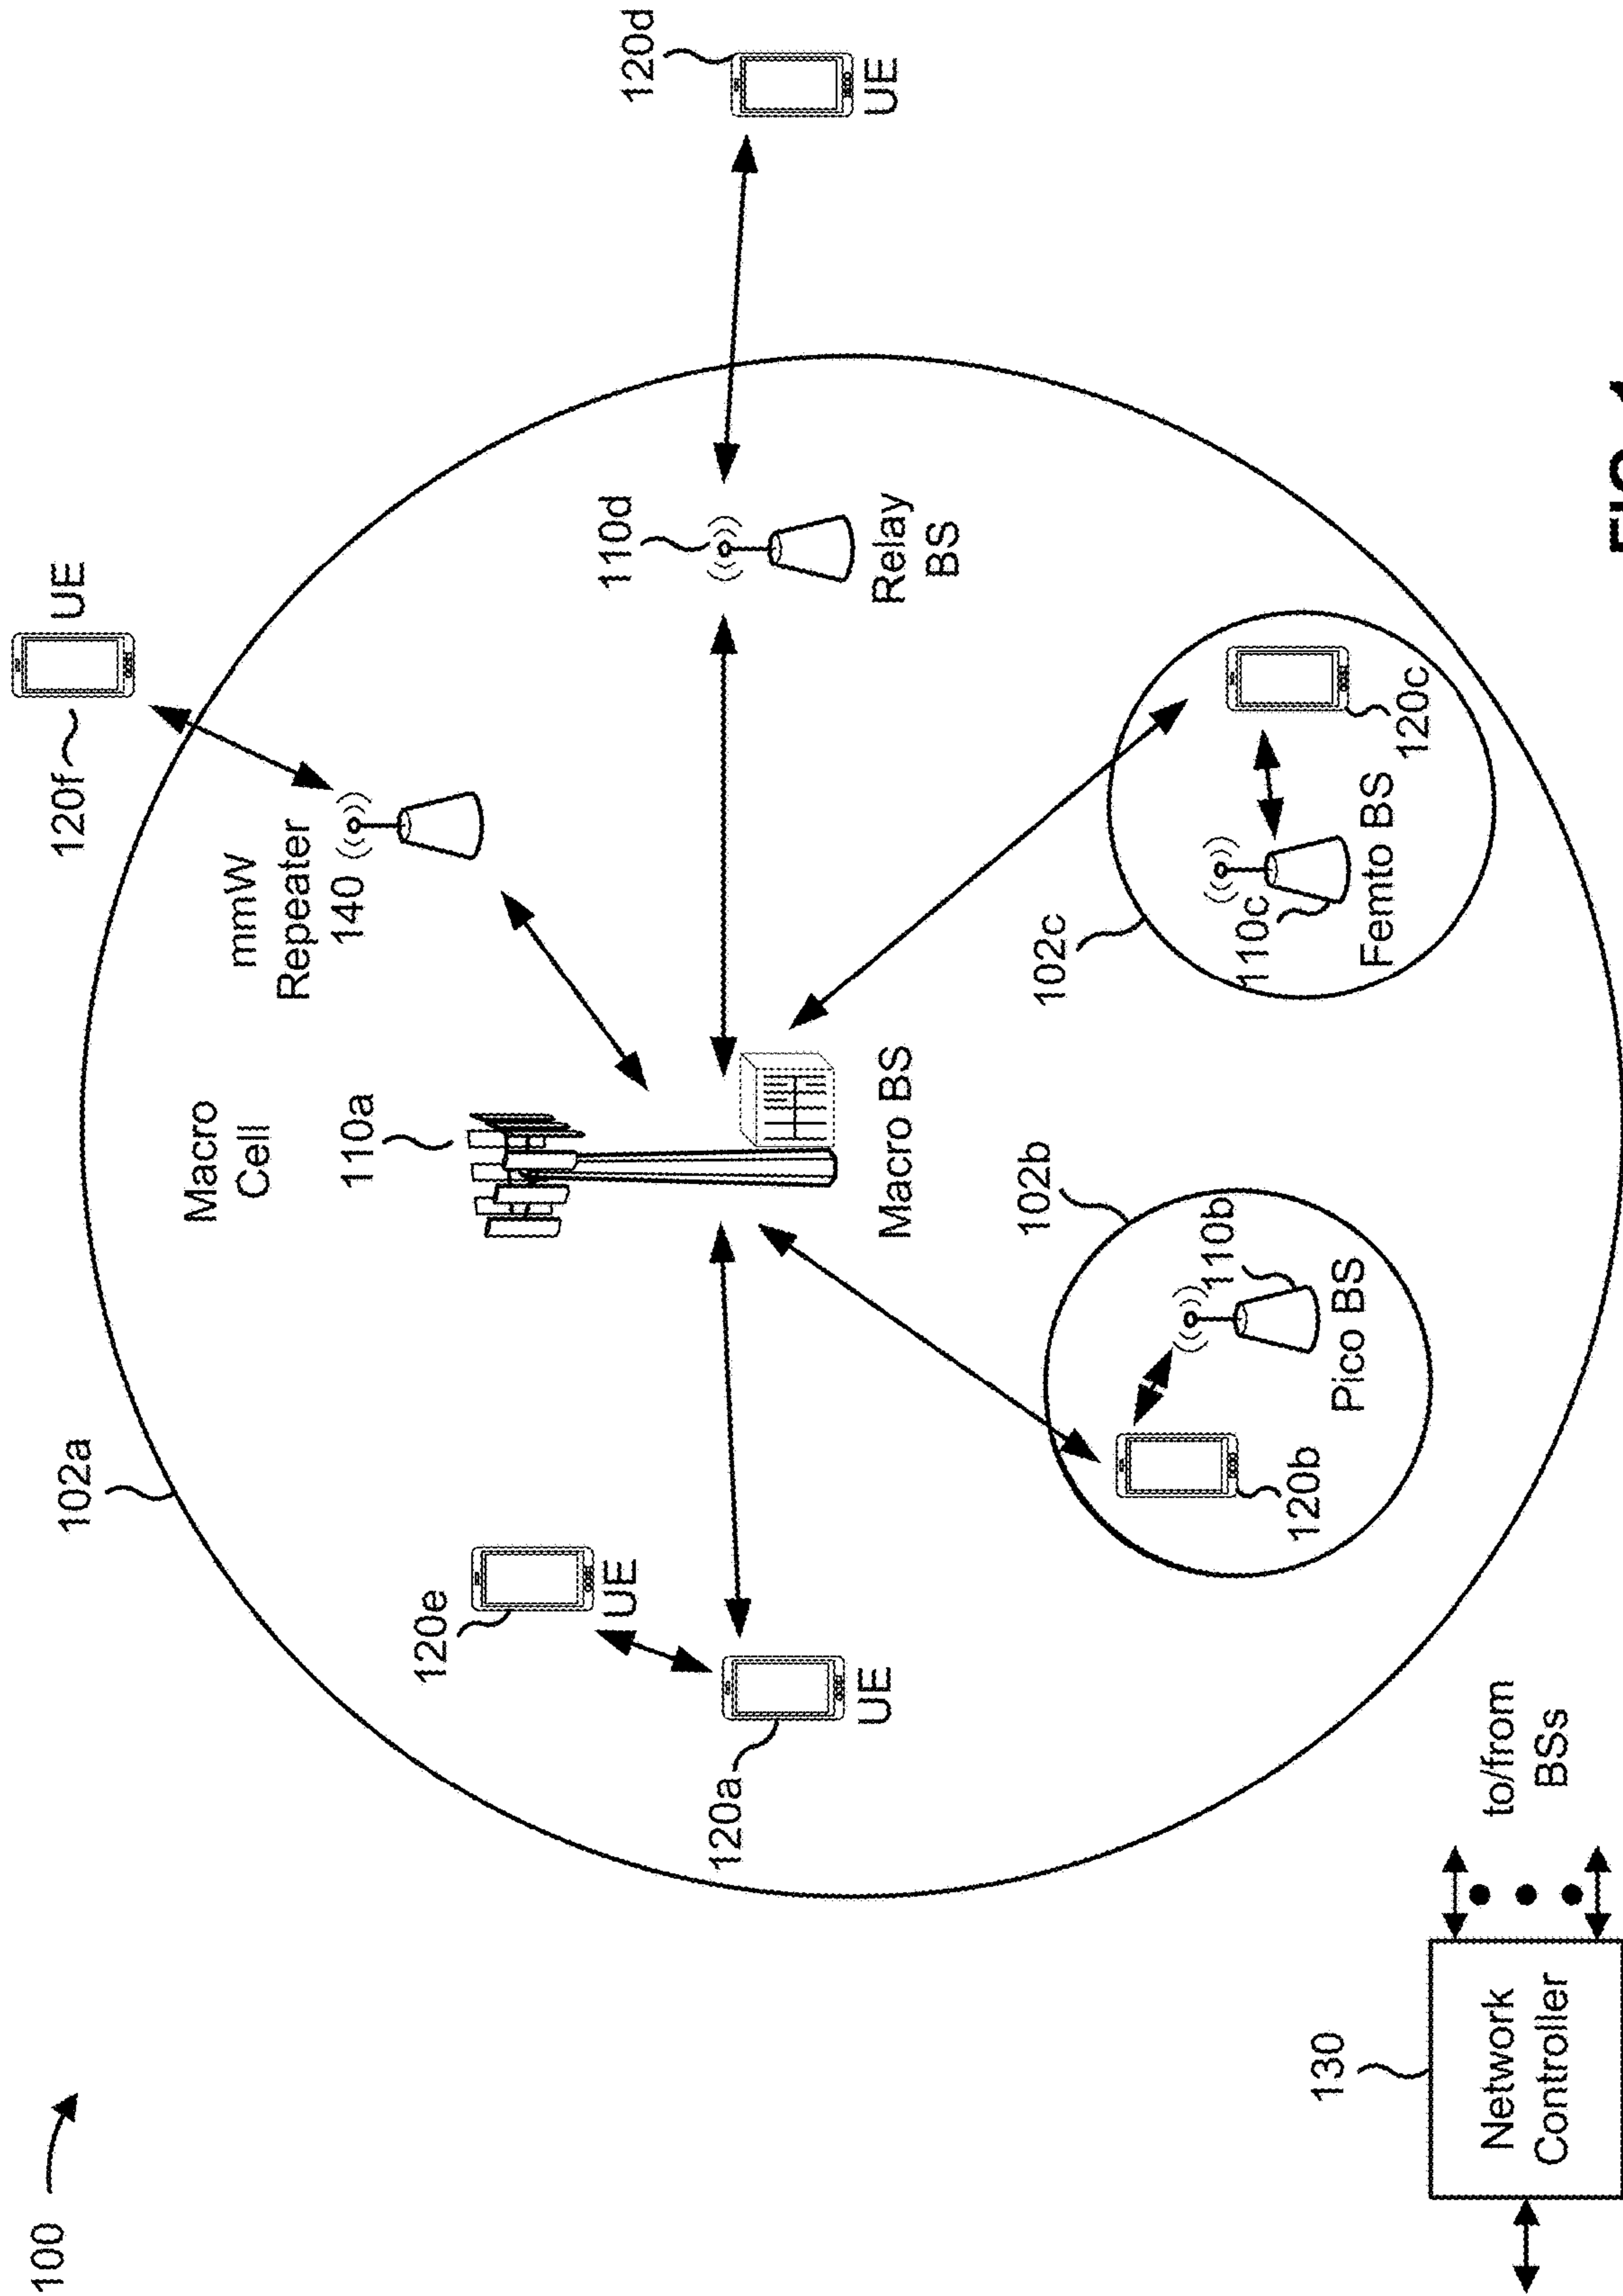 100
102a
Macro
Cell
110a
mmW
Repeater
140
120f
UE
120e
UE
120a
UE
Macro BS
110d
Relay
BS
120d
UE
102b
110b
Pico BS
120b
102c
110c
Femto BS
120c
130
Network
Controller
to/from
BSs